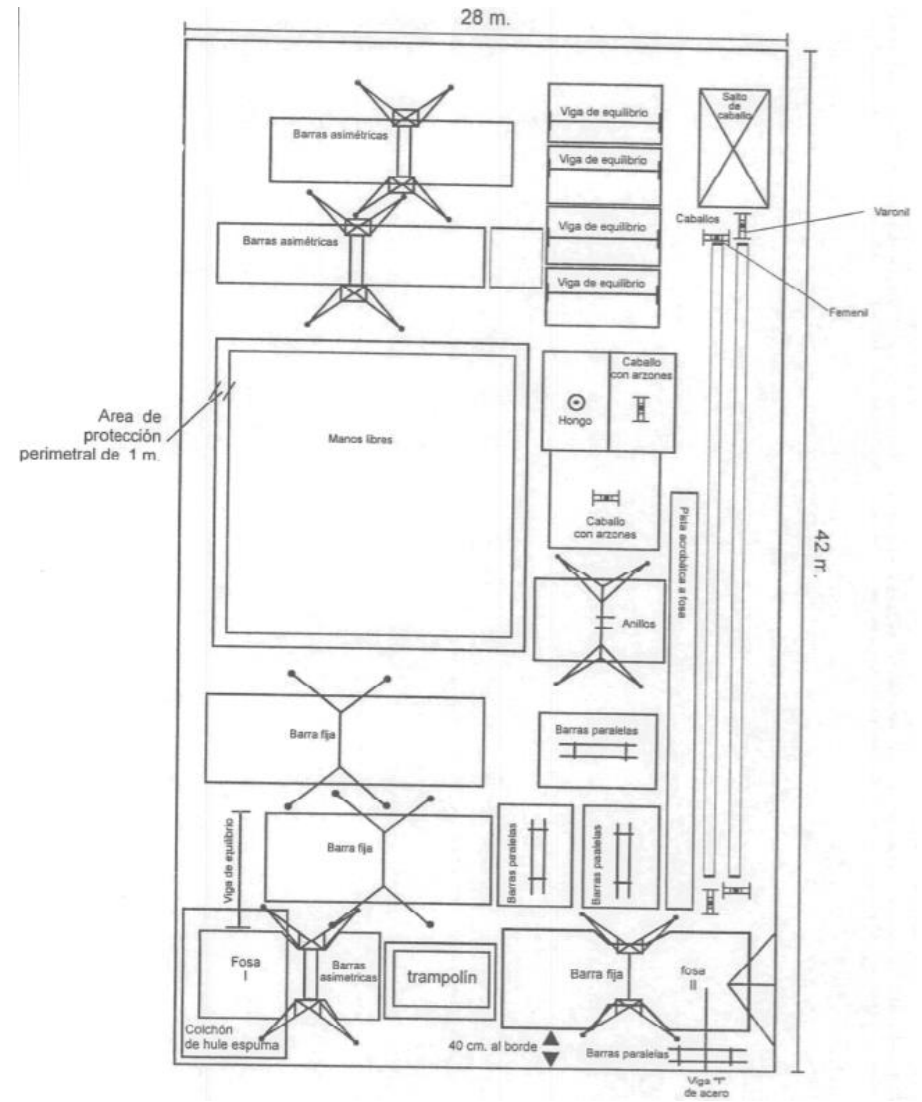 28 m.
Barras asimétricas
Viga de equilibrio
Salto
de
caballo
Viga de equilibrio
Caballos
Varonil
Barras asimétricas
Viga de equilibrio
Viga de equilibrio
Femenil
Area de
protección
perimetral de 1 m.
Manos libres
Hongo
Caballo
con arzones
Caballo
con arzones
Pista acrobática a fosa
42 m.
Anillos
Barra fija
Barras paralelas
Viga de equilibrio
Barra fija
Barras paralelas
Barras paalelas
Fosa
I
Barras
asimetricas
trampolín
Barra fija
fosa
II
Colchón
de hule espuma
40 cm. al borde
Barras paralelas
Viga "I"
de acero